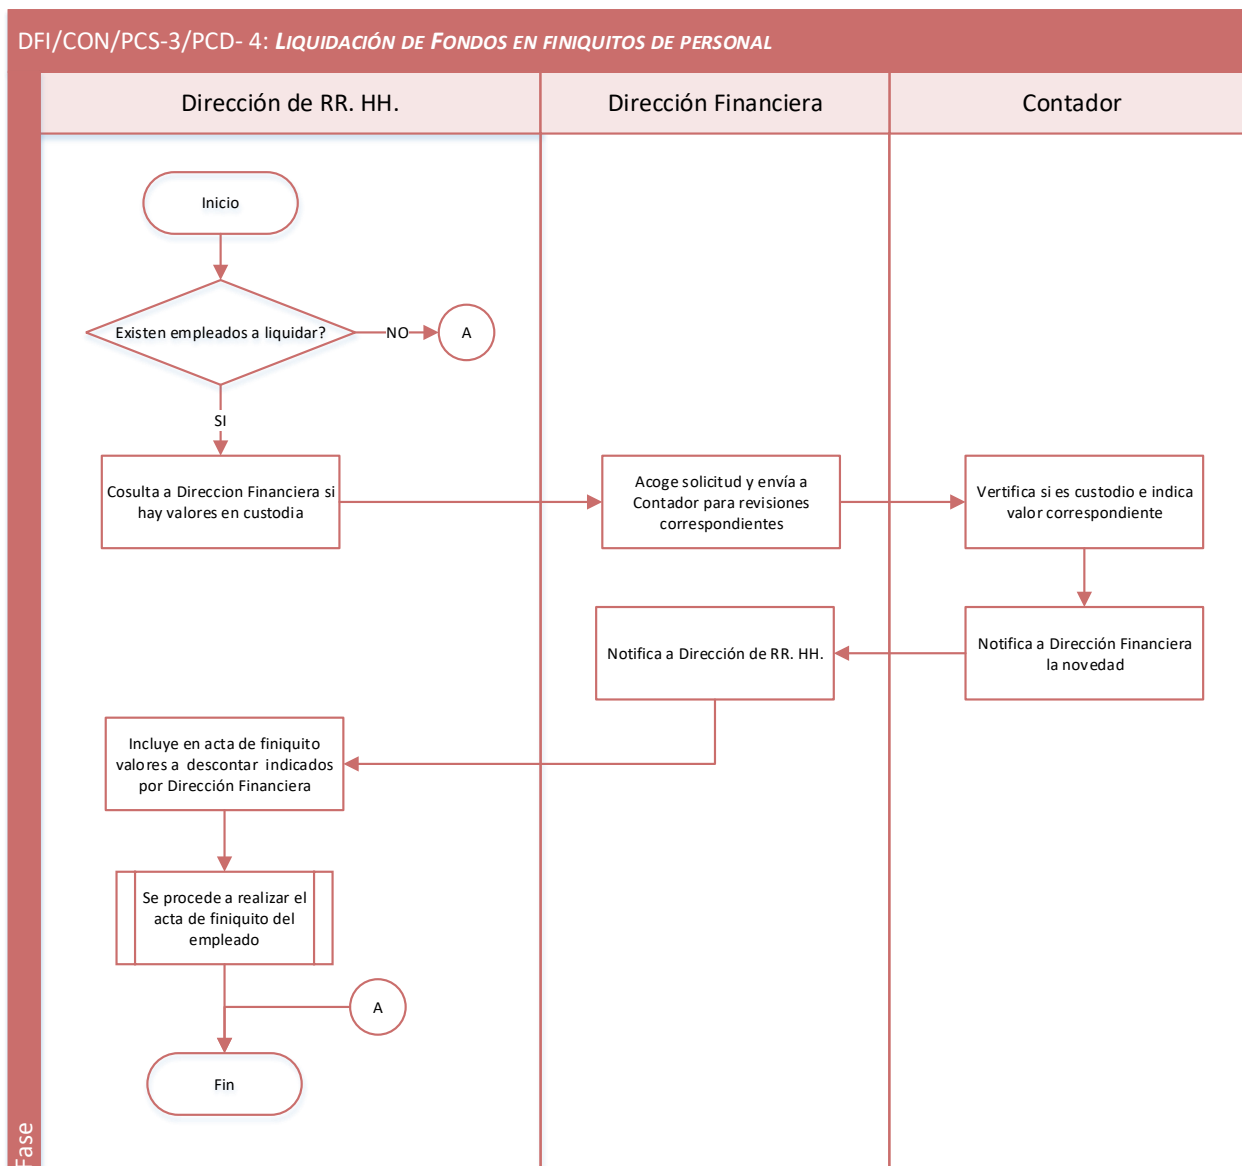 DFI/CON/PCS-3/PCD- 4: LIQUIDACIÓN DE FONDOS EN FINIQUITOS DE PERSONAL
Dirección de RR. HH.
Dirección Financiera
Contador
Inicio
Existen empleados a liquidar?
NO
A
SI
Cosulta a Direccion Financiera si
hay valores en custodia
Acoge solicitud y envía a
Contador para revisiones
correspondientes
Vertifica si es custodio e indica
valor correspondiente
Notifica a Dirección de RR. HH.
Notifica a Dirección Financiera
la novedad
Incluye en acta de finiquito
valores a descontar indicados
por Dirección Financiera
Se procede a realizar el
acta de finiquito del
empleado
A
Fin
Fase